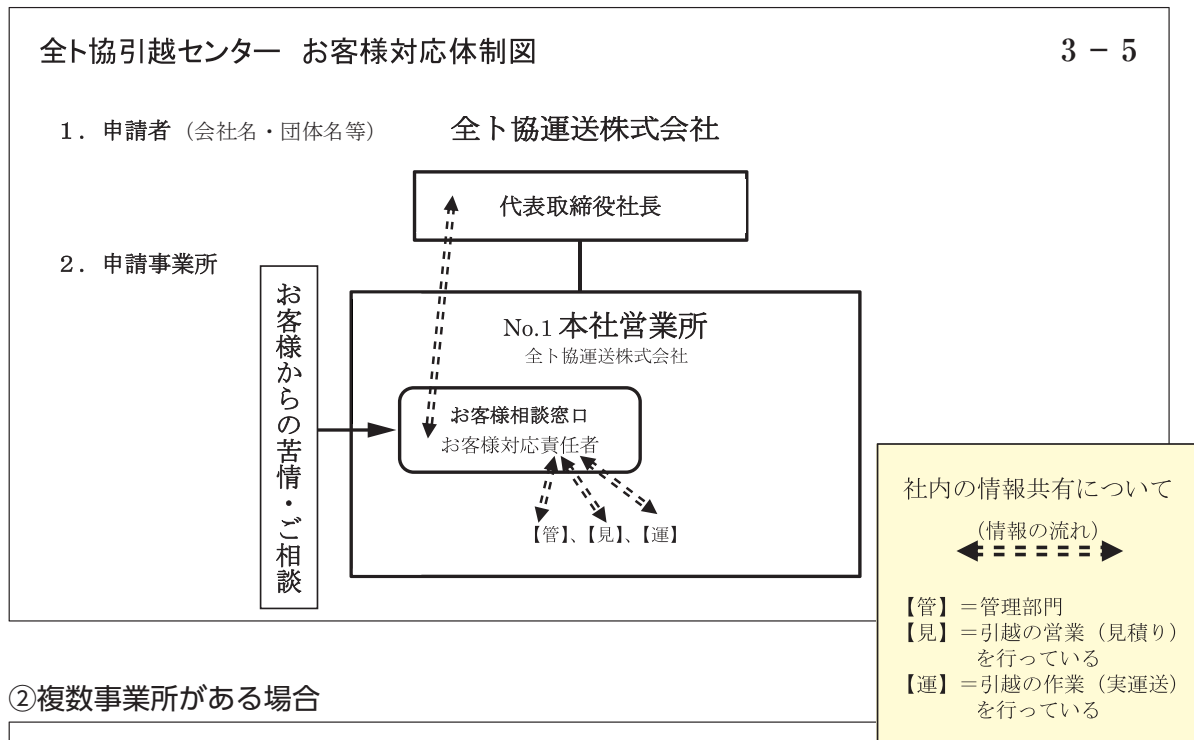 全ト協引越センター お客様対応体制図
3－5
1．申請者（会社名・団体名等） 全ト協運送株式会社
代表取締役社長
2．申請事業所
お客様からの苦情・ご相談
No.1 本社営業所
全ト協運送株式会社
お客様相談窓口
お客様対応責任者
【管】、【見】、【運】
社内の情報共有について
（情報の流れ）
【管】＝管理部門
【見】＝引越の営業（見積り）
を行っている
【運】＝引越の作業（実運送）
を行っている
②複数事業所がある場合